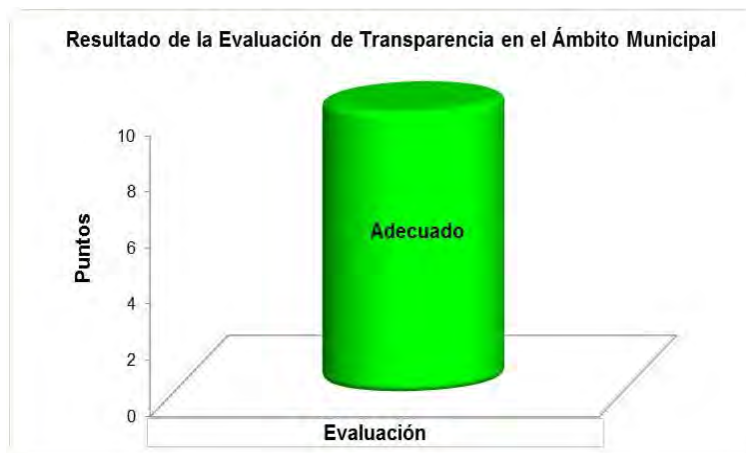 Resultado de la Evaluación de Transparencia en el Ámbito Municipal
10
8
6
4
2
0
Puntos
Adecuado
Evaluación